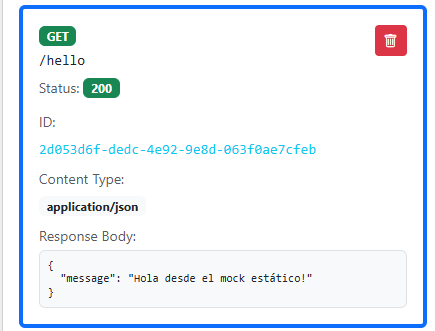 GET
/hello
Status: 200
ID:
2d053d6f-dedc-4e92-9e8d-063f0ae7cfeb
Content Type:
application/json
Response Body:
{
  "message": "Hola desde el mock estático!"
}